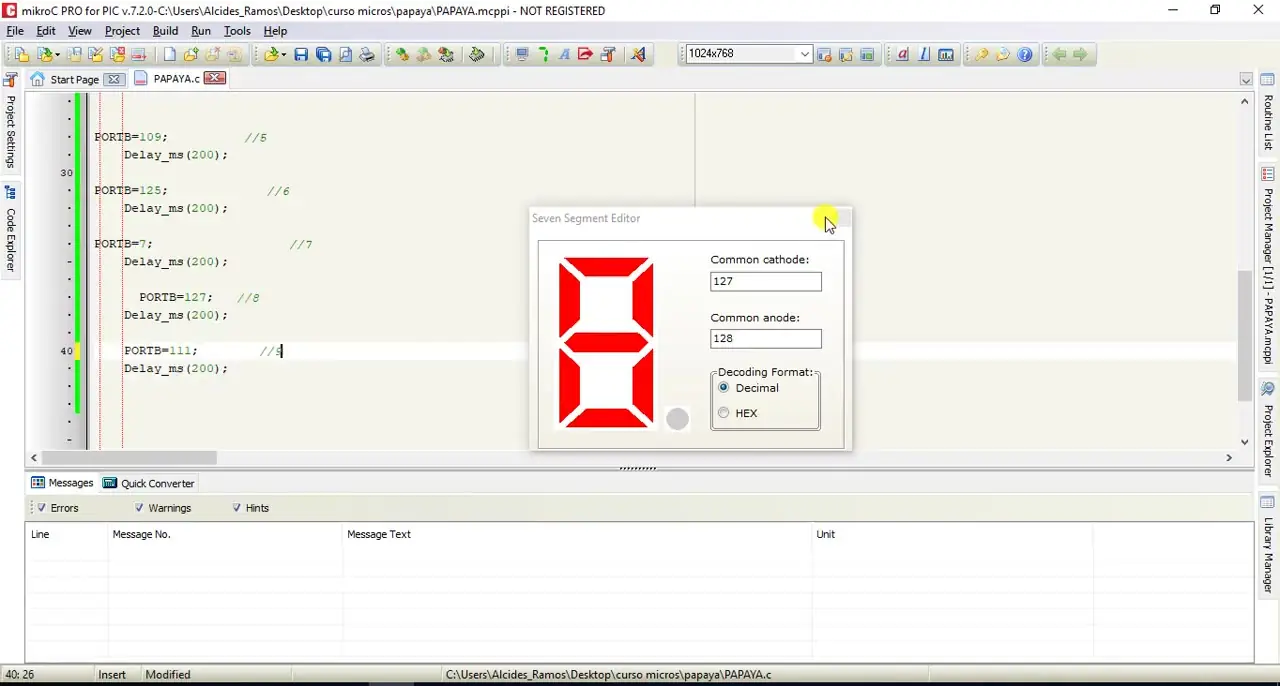 mikroC PRO for PIC v.7.2.0-C:\Users\Alcides_Ramos\Desktop\curso micros\papaya\PAPAYA.mcppi - NOT REGISTERED
File Edit View Project Build Run Tools Help
1024x768
Start Page PAPAYA.c
PORTB=109; //5
Delay_ms(200);
30
PORTB=125; //6
Delay_ms(200);
PORTB=7; //7
Delay_ms(200);
PORTB=127; //8
Delay_ms(200);
40 PORTB=111; //9
Delay_ms(200);
Seven Segment Editor
Common cathode:
127
Common anode:
128
Decoding Format:
Decimal
HEX
Project Settings
Code Explorer
Routine List
Project Manager [1/1] - PAPAYA.mcppi
Project Explorer
Library Manager
Messages Quick Converter
Errors Warnings Hints
Line Message No. Message Text Unit
40: 26 Insert Modified C:\Users\Alcides_Ramos\Desktop\curso micros\papaya\PAPAYA.c